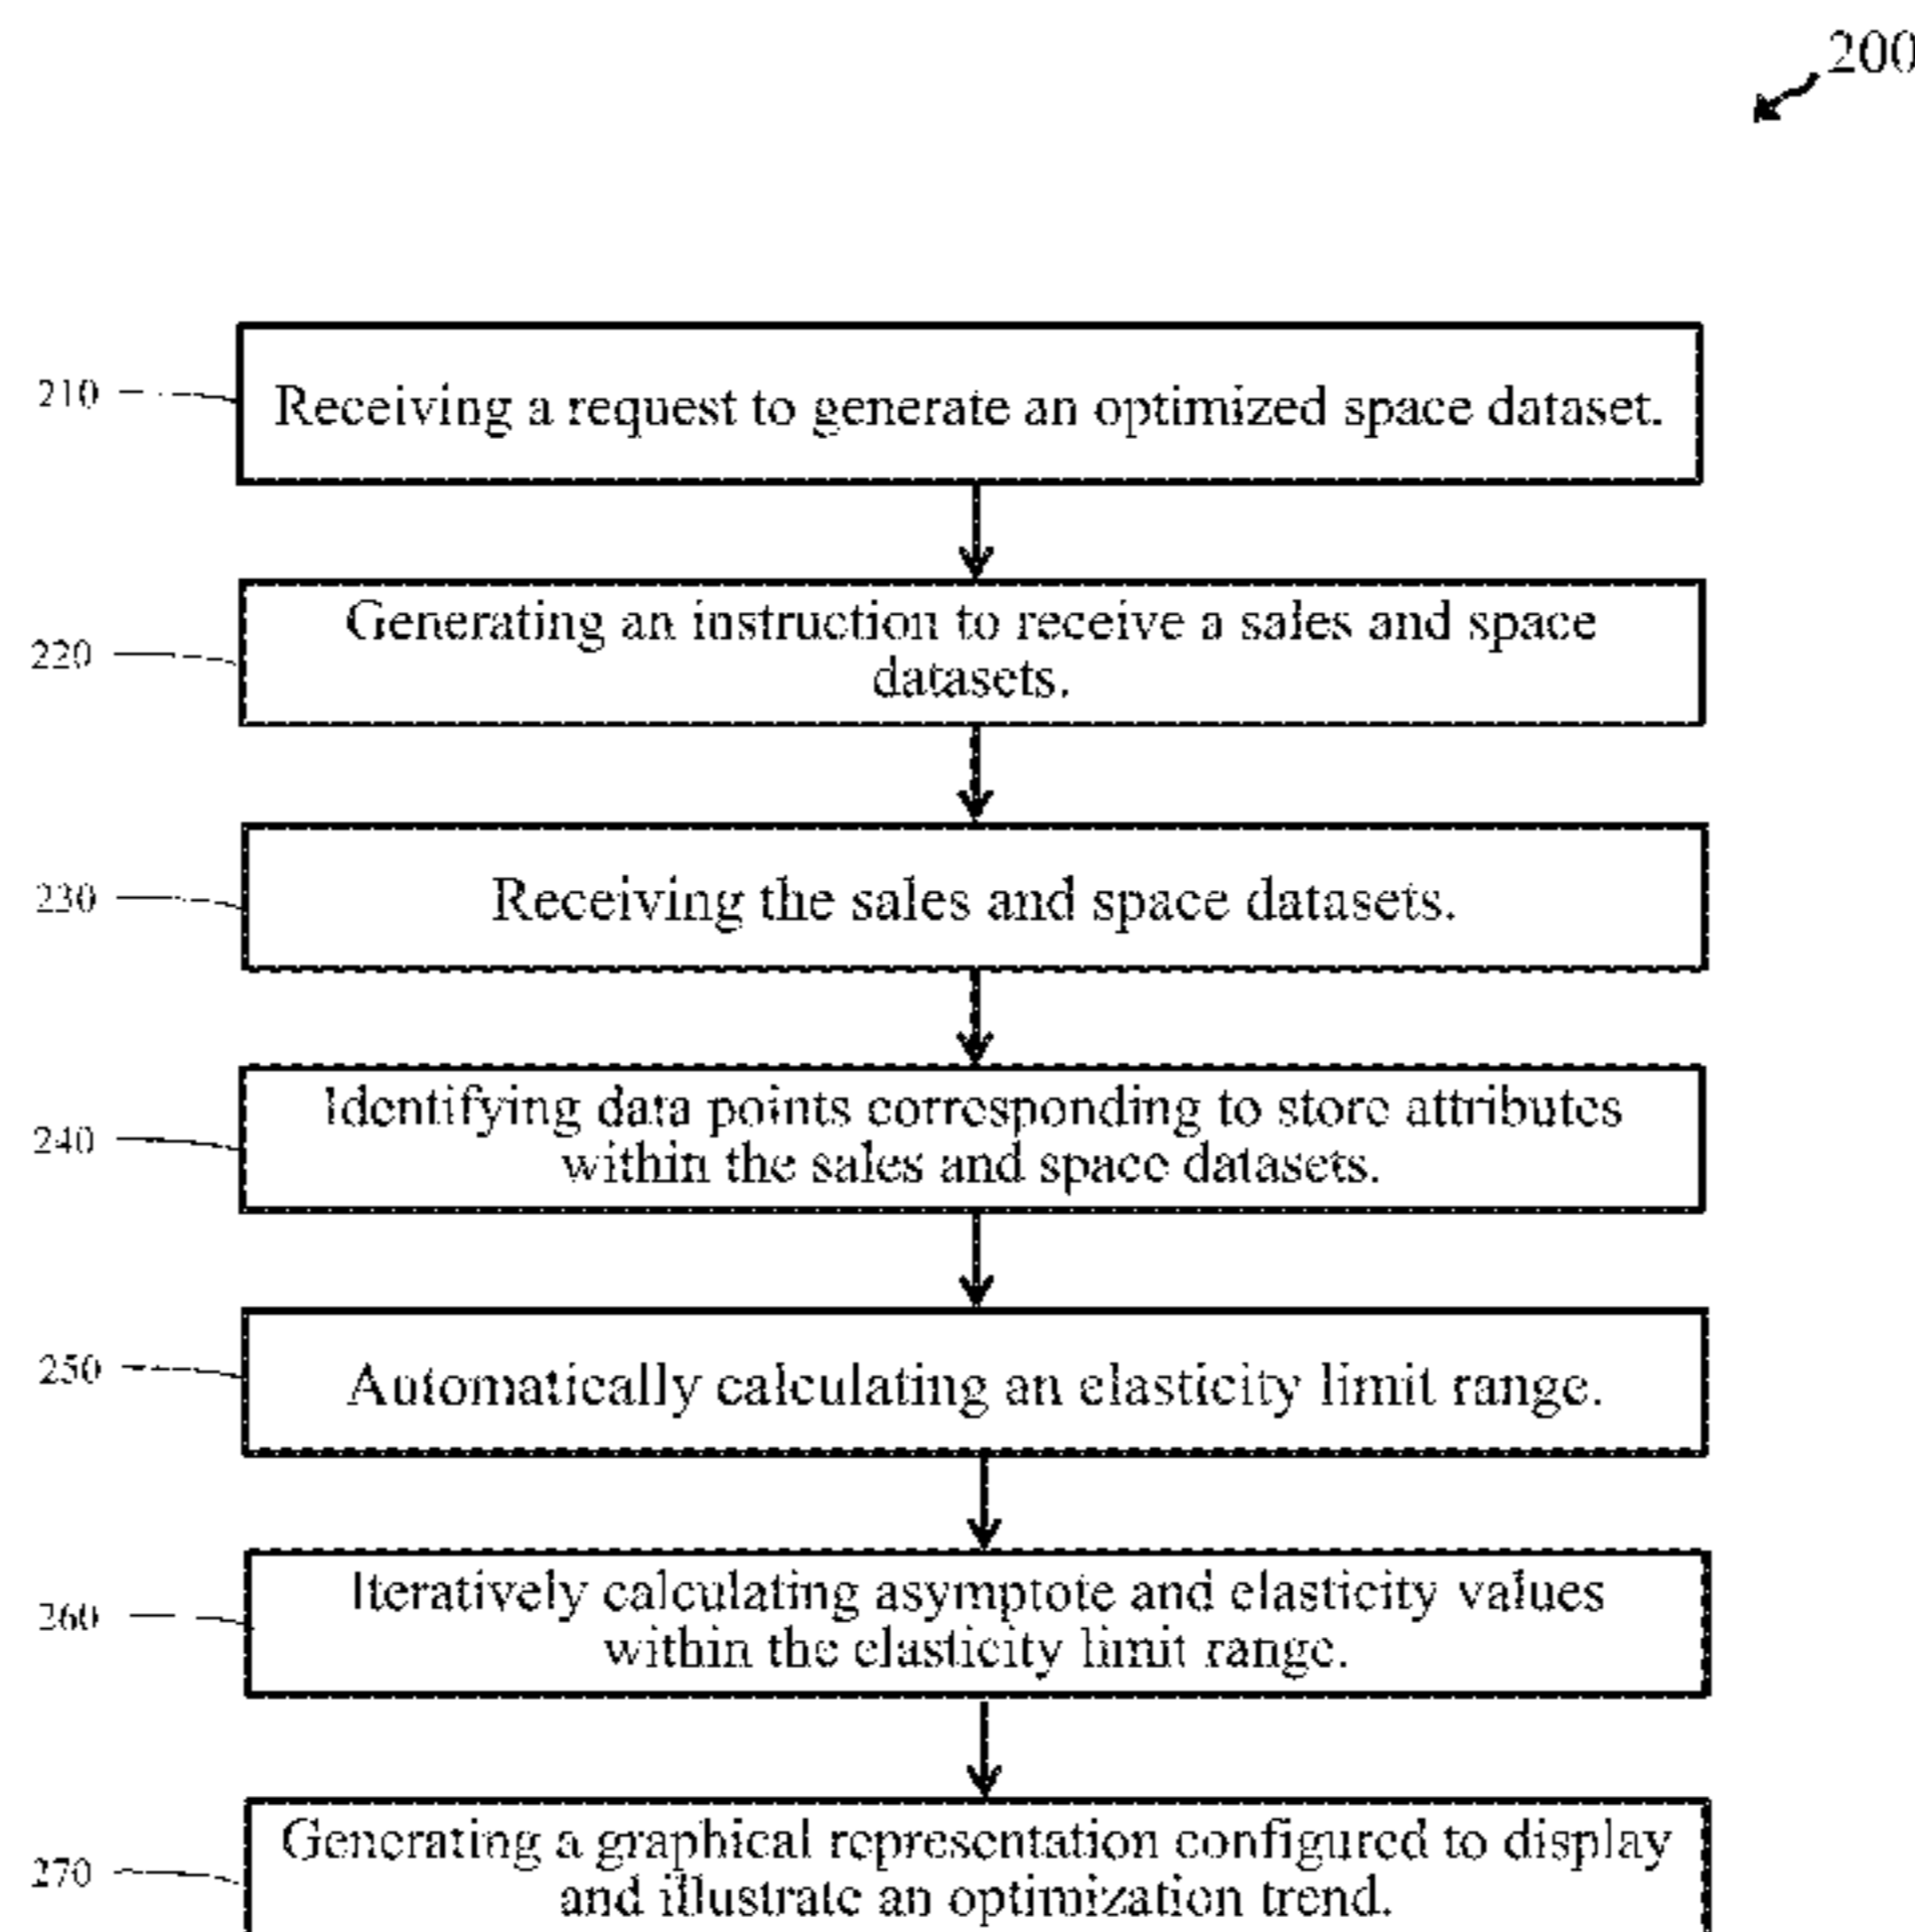 200
210
Receiving a request to generate an optimized space dataset.
220
Generating an instruction to receive a sales and space
datasets.
230
Receiving the sales and space datasets.
240
Identifying data points corresponding to store attributes
within the sales and space datasets.
250
Automatically calculating an elasticity limit range.
260
Iteratively calculating asymptote and elasticity values
within the elasticity limit range.
270
Generating a graphical representation configured to display
and illustrate an optimization trend.